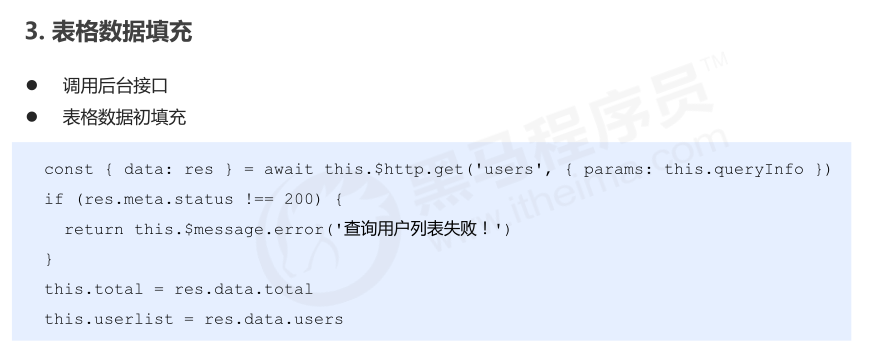 3. 表格数据填充
● 调用后台接口
● 表格数据初填充
const { data: res } = await this.$http.get('users', { params: this.queryInfo })
if (res.meta.status !== 200) {
  return this.$message.error('查询用户列表失败！')
}
this.total = res.data.total
this.userlist = res.data.users
黑马程序员™
www.itheima.com